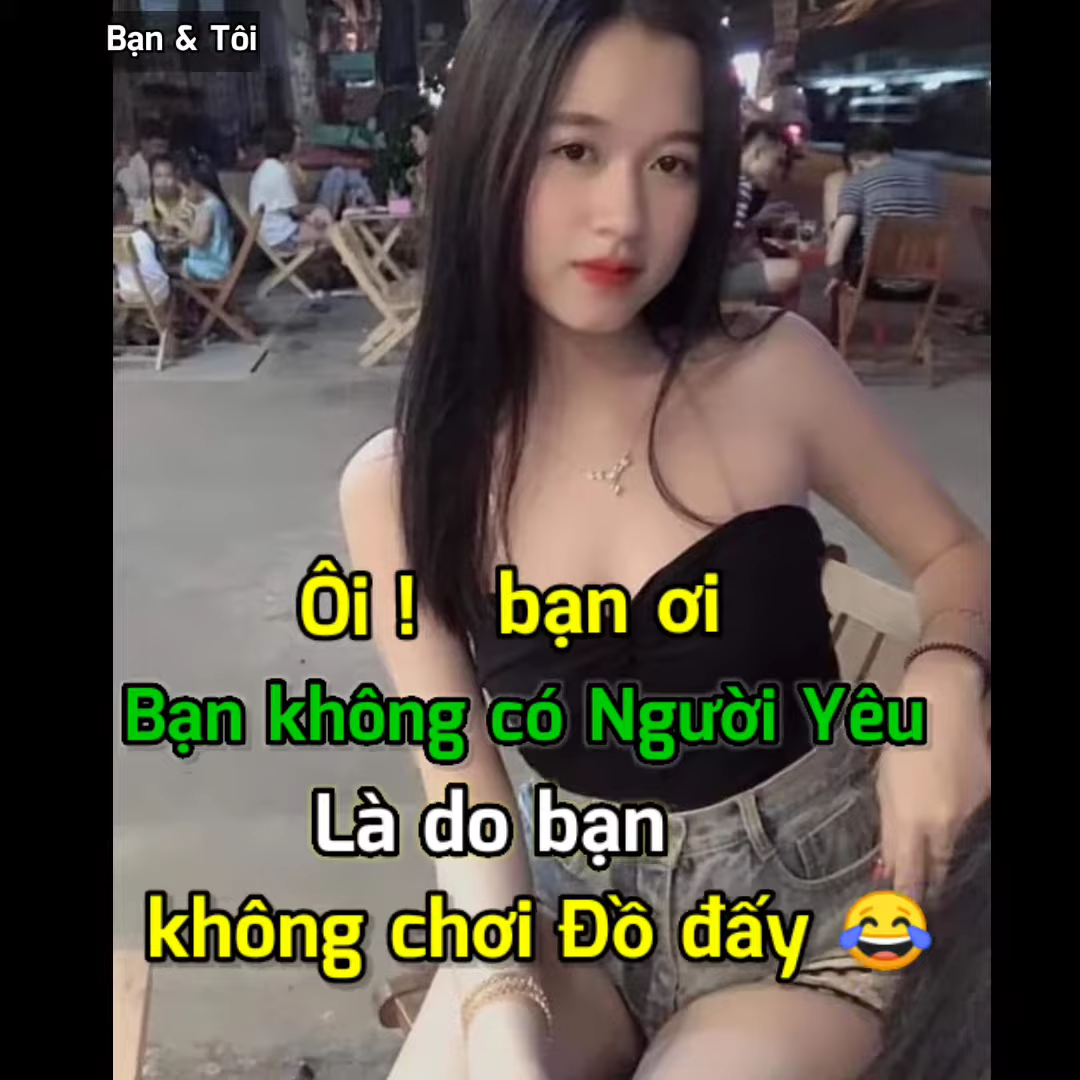 Bạn & Tôi
Ôi ! bạn ơi
Bạn không có Người Yêu
Là do bạn
không chơi Đồ đấy 😂